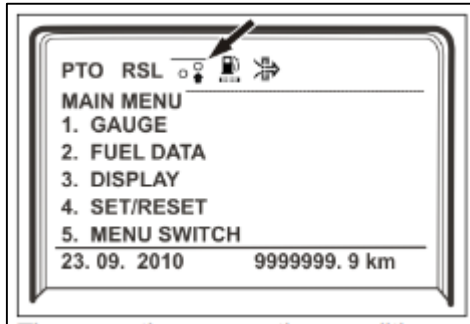 PTO RSL
MAIN MENU
1. GAUGE
2. FUEL DATA
3. DISPLAY
4. SET/RESET
5. MENU SWITCH
23. 09. 2010 9999999. 9 km